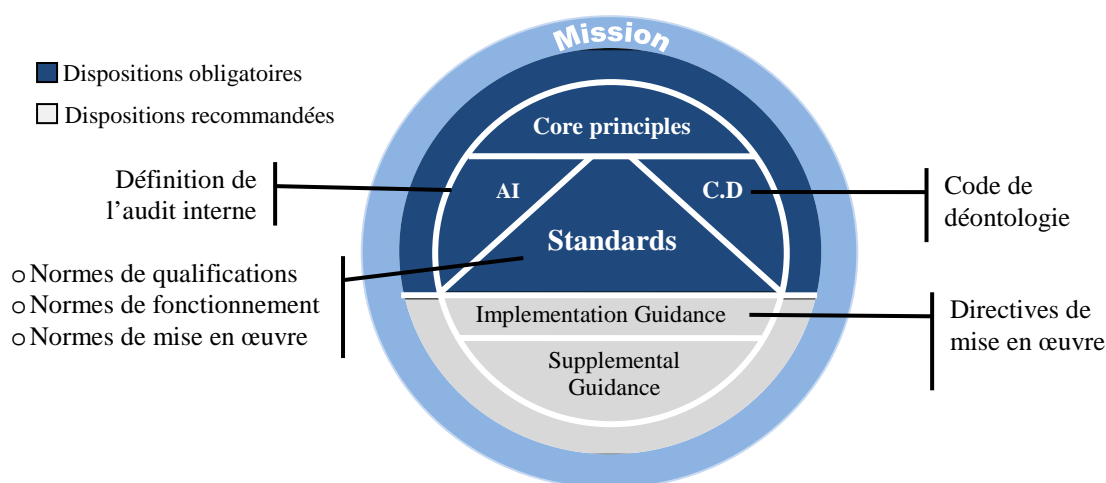 Mission
Dispositions obligatoires
Dispositions recommandées
Core principles
Définition de
l’audit interne
AI
C.D
Code de
déontologie
Standards
o Normes de qualifications
o Normes de fonctionnement
o Normes de mise en œuvre
Implementation Guidance
Directives de
mise en œuvre
Supplemental
Guidance